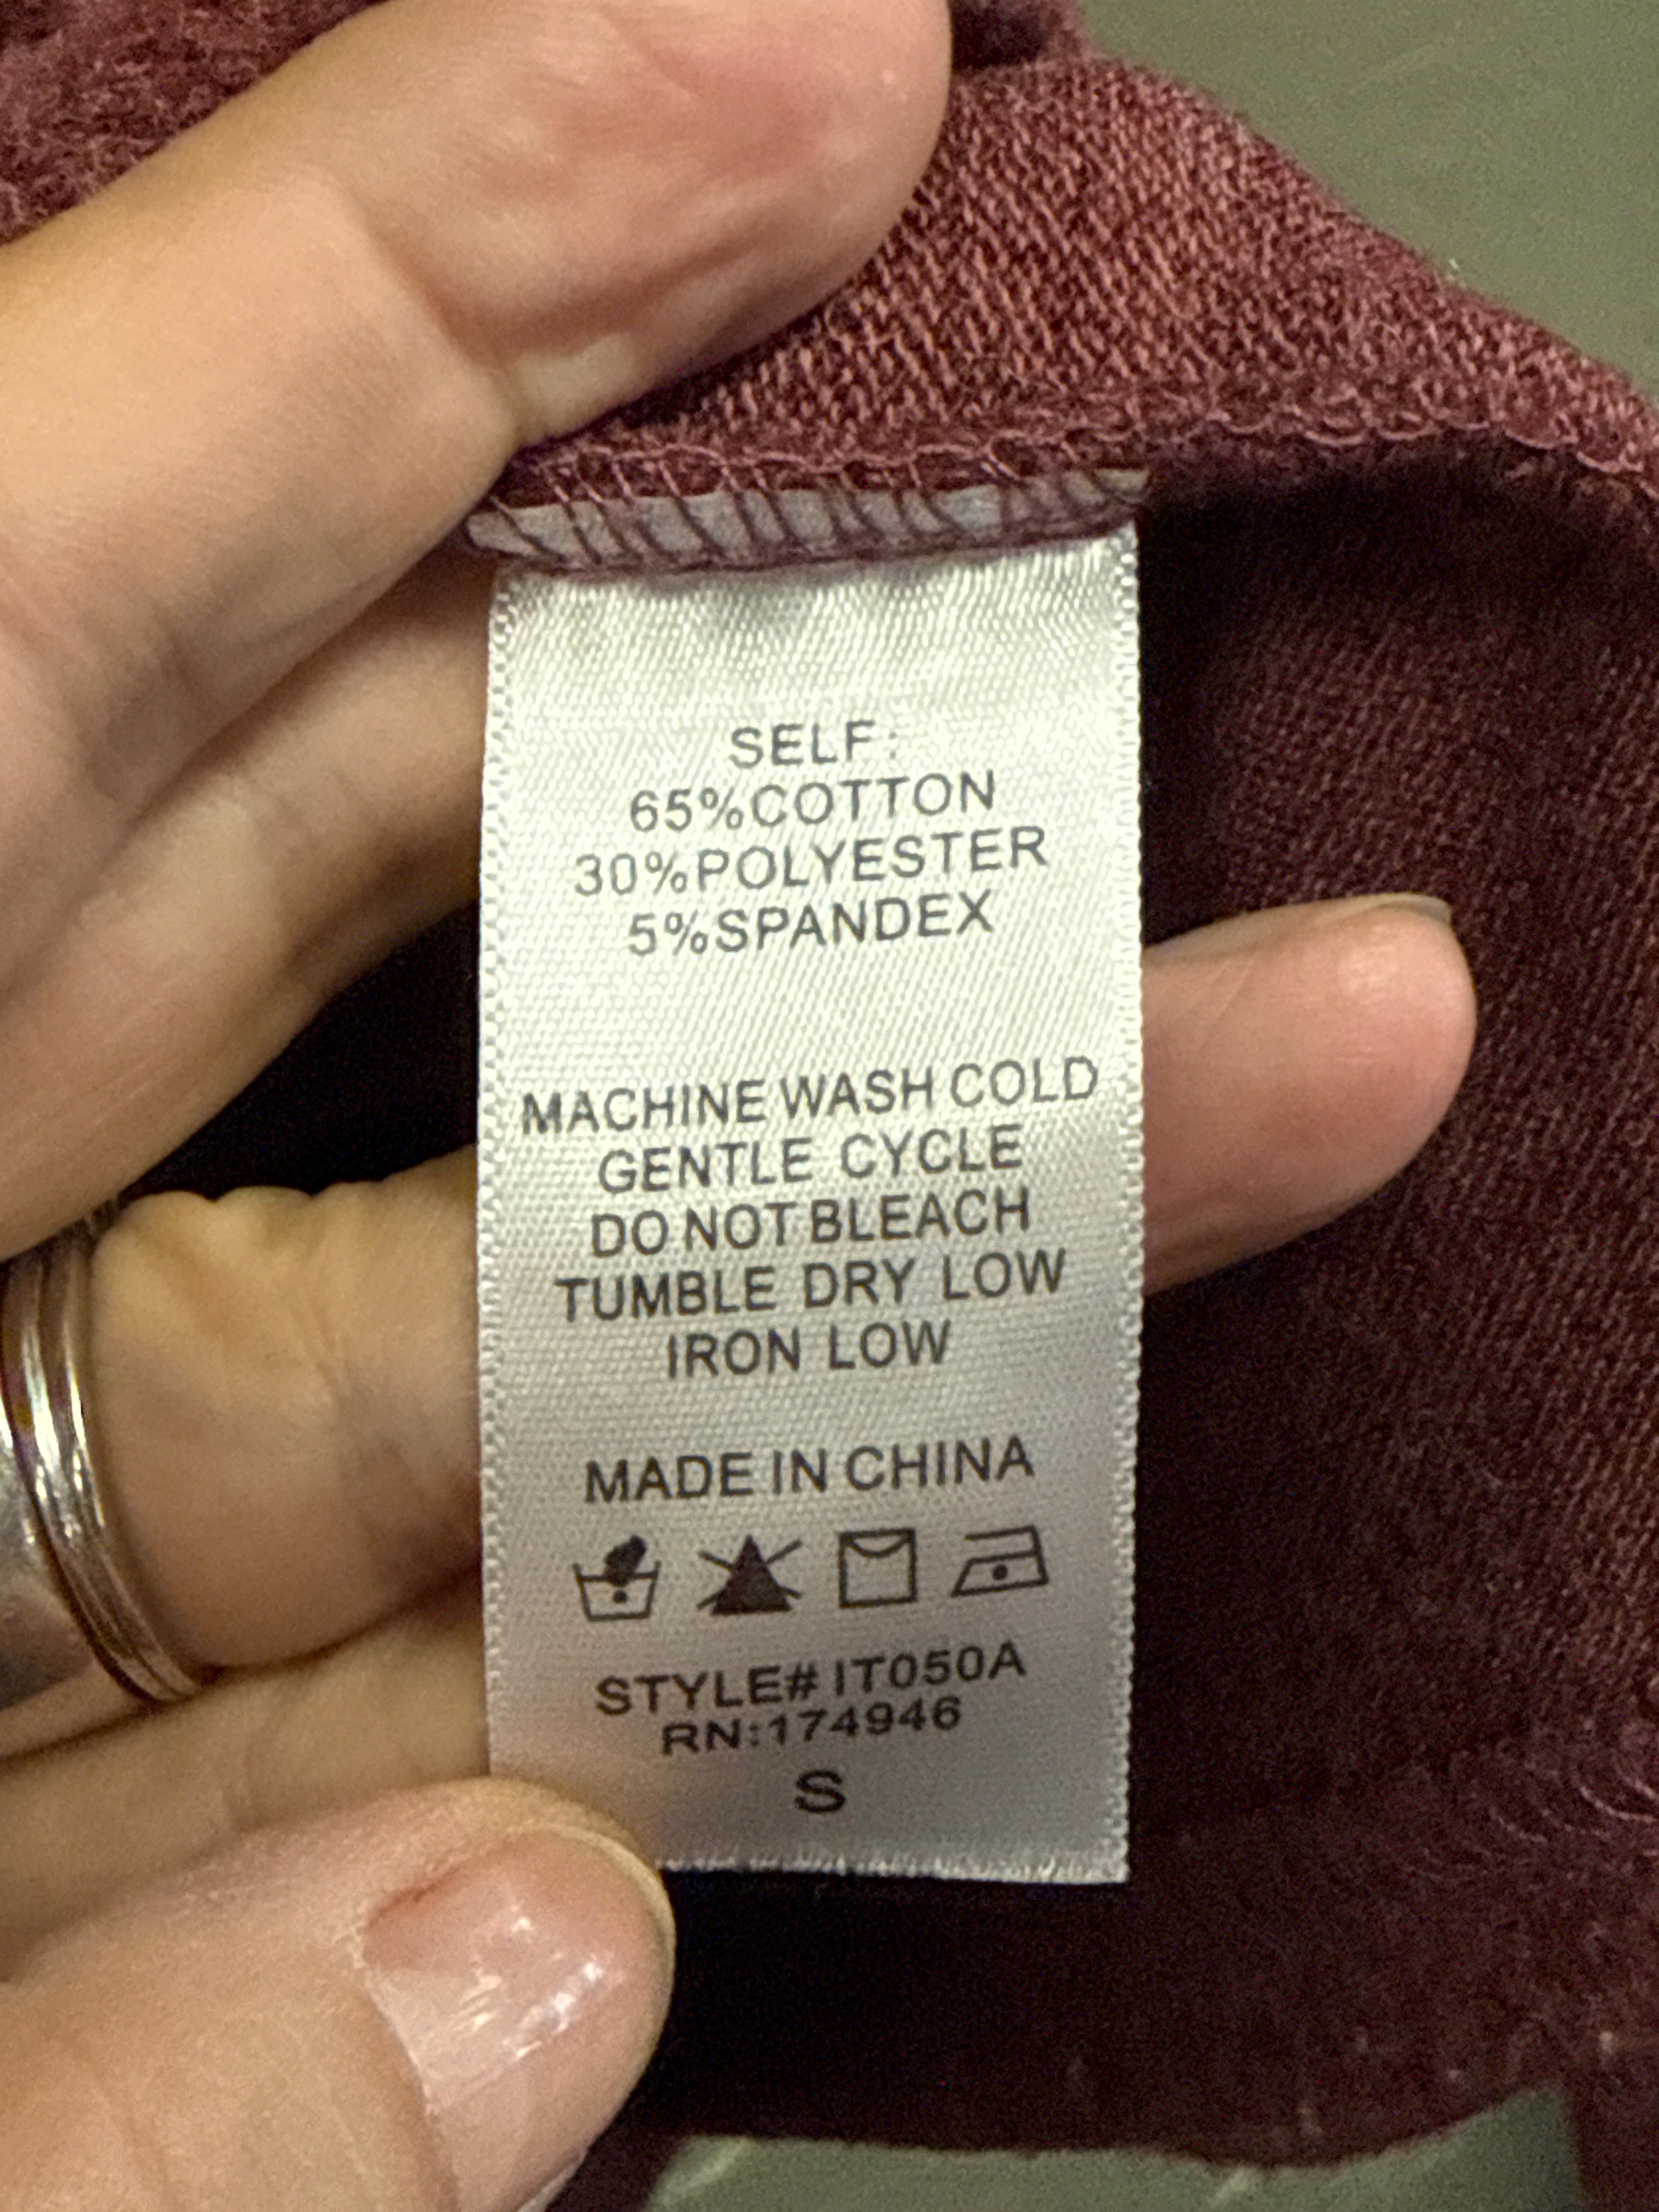 SELF:
65%COTTON
30%POLYESTER
5%SPANDEX
MACHINE WASH COLD
GENTLE CYCLE
DO NOT BLEACH
TUMBLE DRY LOW
IRON LOW
MADE IN CHINA
STYLE# IT050A
RN:174946
S